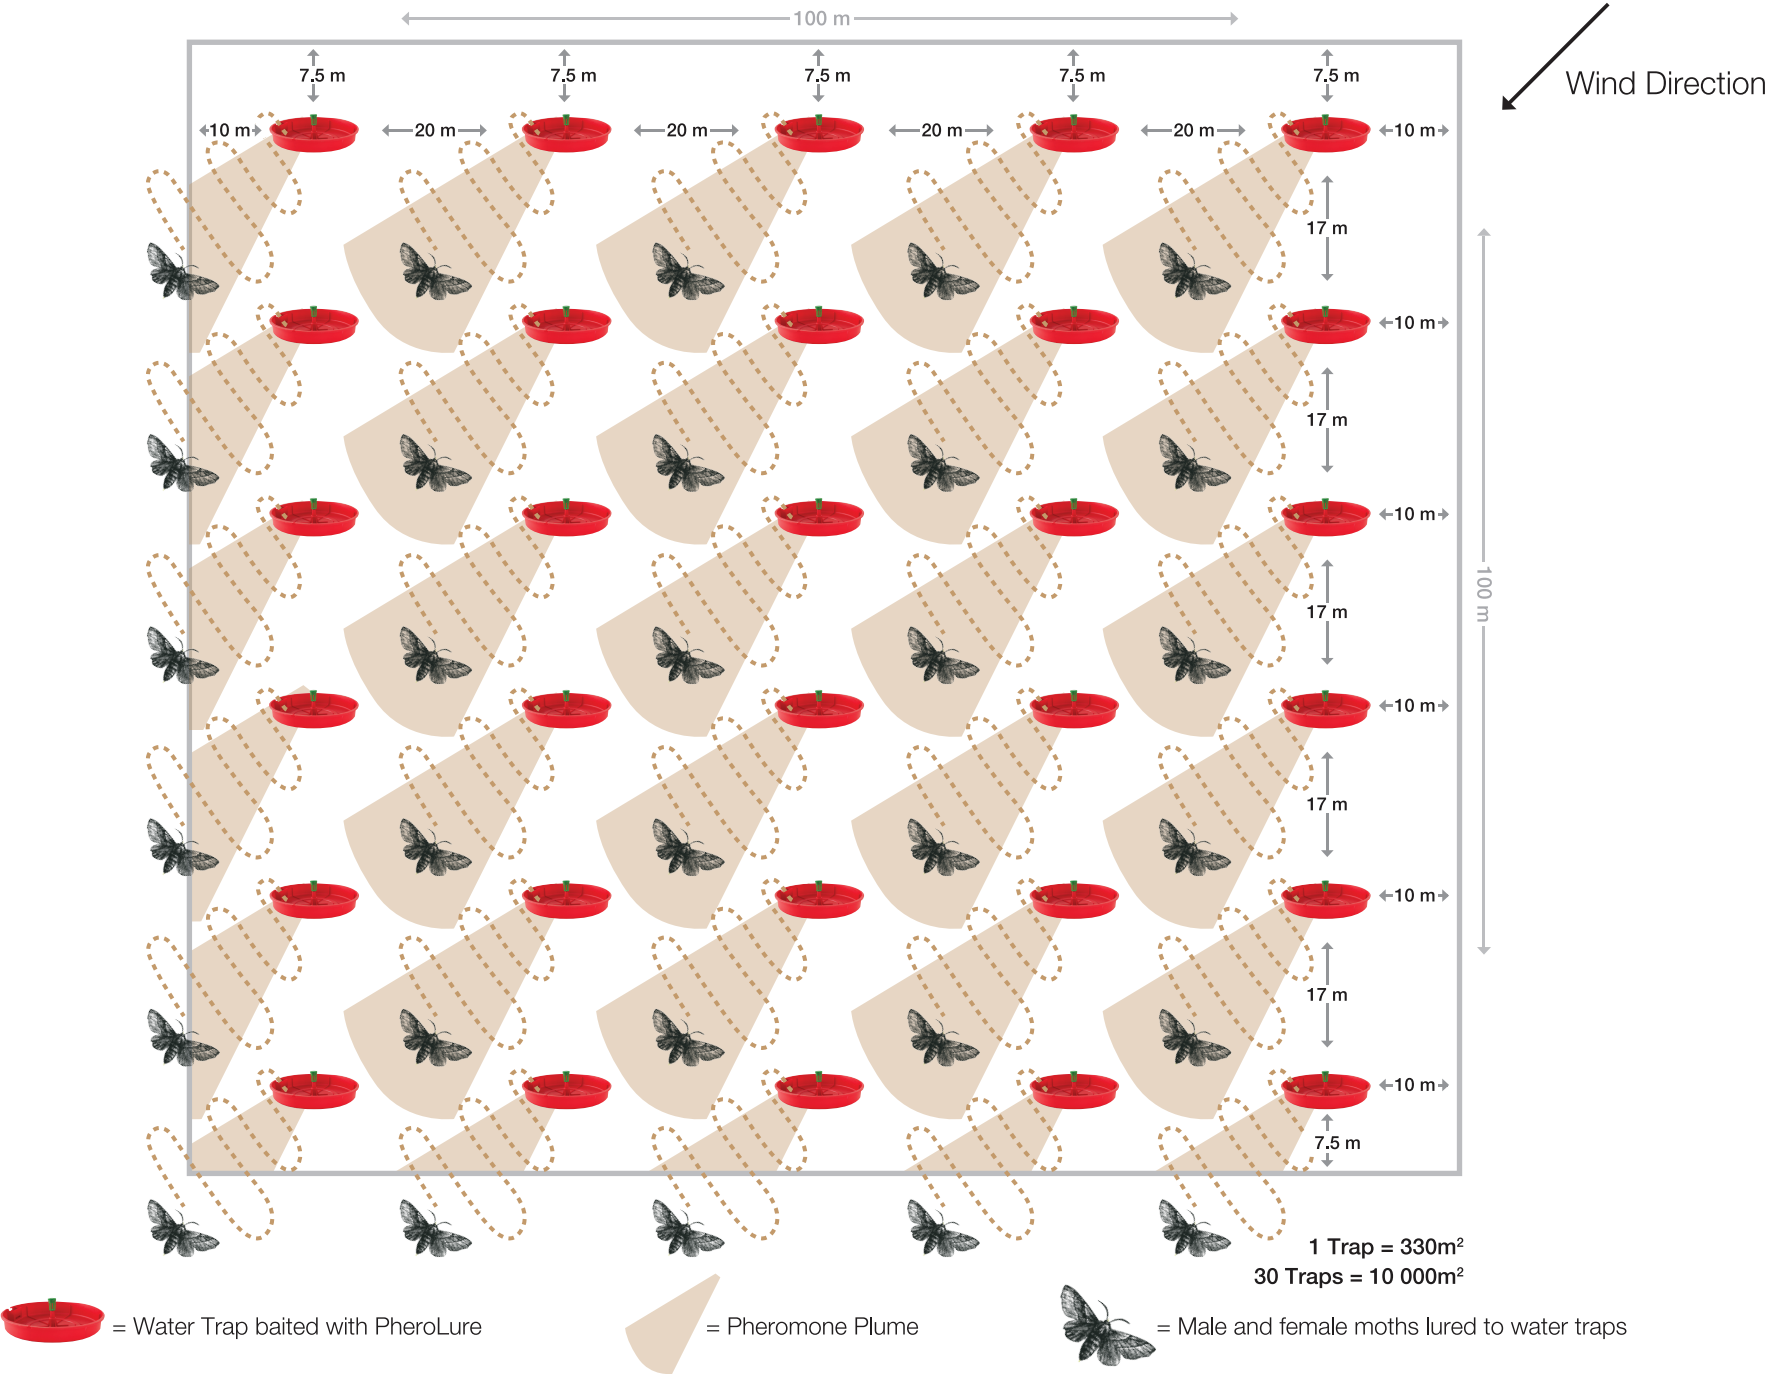 100 m
Wind Direction
7.5 m 7.5 m 7.5 m 7.5 m 7.5 m
10 m 20 m 20 m 20 m 20 m 10 m
17 m
10 m
17 m
10 m
17 m
100 m
10 m
17 m
10 m
17 m
10 m
7.5 m
1 Trap = 330m²
30 Traps = 10 000m²
= Water Trap baited with PheroLure
= Pheromone Plume
= Male and female moths lured to water traps